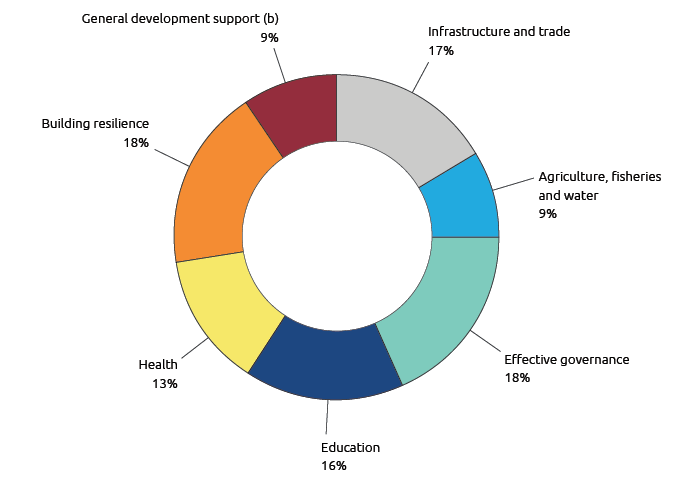 General development support (b)
9%
Infrastructure and trade
17%
Building resilience
18%
Agriculture, fisheries
and water
9%
Effective governance
18%
Health
13%
Education
16%